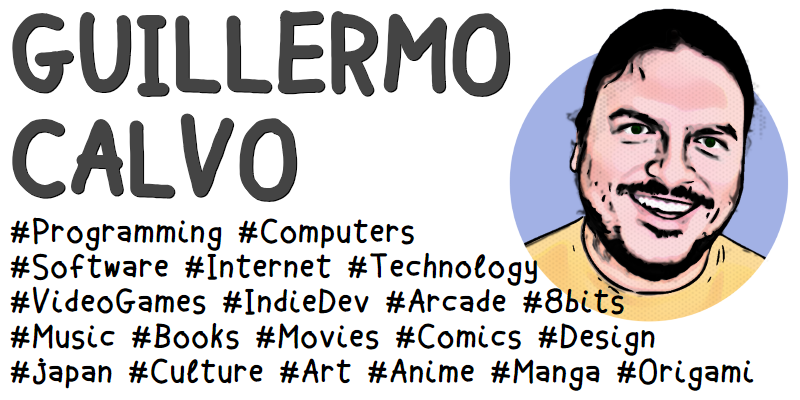 GUILLERMO
CALVO
#Programming #Computers
#Software #Internet #Technology
#VideoGames #IndieDev #Arcade #8bits
#Music #Books #Movies #Comics #Design
#Japan #Culture #Art #Anime #Manga #Origami